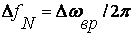 Δf_N = Δω_вр / 2π